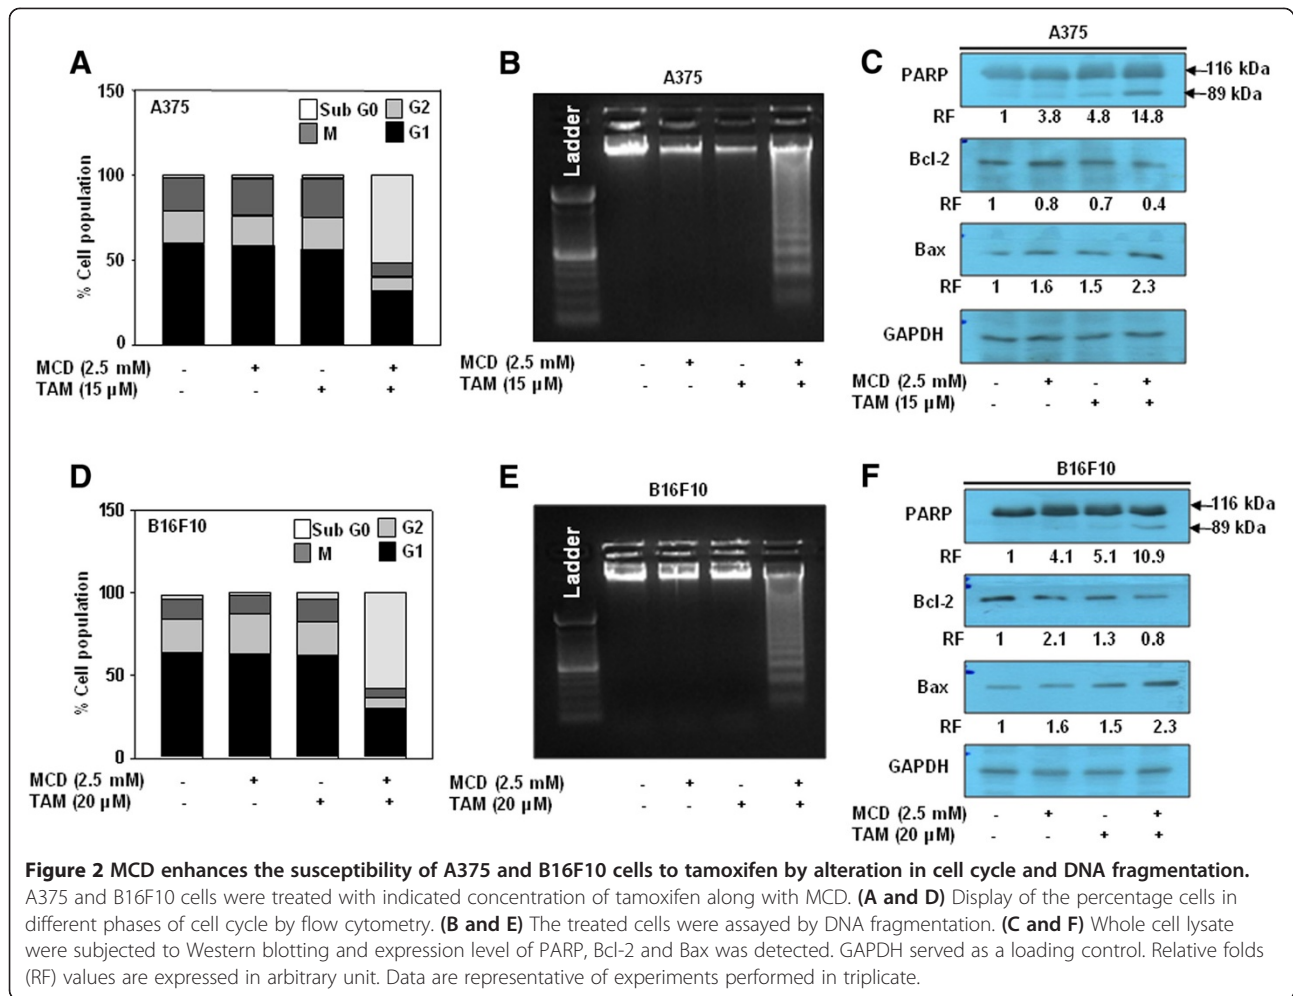 A
150
A375
Sub G0
G2
M
G1
100
50
0
% Cell population
MCD (2.5 mM) - + - +
TAM (15 µM) - - + +
B
A375
Ladder
MCD (2.5 mM) - + - +
TAM (15 µM) - - + +
C
A375
PARP
116 kDa
89 kDa
RF 1 3.8 4.8 14.8
Bcl-2
RF 1 0.8 0.7 0.4
Bax
RF 1 1.6 1.5 2.3
GAPDH
MCD (2.5 mM) - + - +
TAM (15 µM) - - + +
D
150
B16F10
Sub G0
G2
M
G1
100
50
0
% Cell population
MCD (2.5 mM) - + - +
TAM (20 µM) - - + +
E
B16F10
Ladder
MCD (2.5 mM) - + - +
TAM (20 µM) - - + +
F
B16F10
PARP
116 kDa
89 kDa
RF 1 4.1 5.1 10.9
Bcl-2
RF 1 2.1 1.3 0.8
Bax
RF 1 1.6 1.5 2.3
GAPDH
MCD (2.5 mM) - + - +
TAM (20 µM) - - + +
Figure 2 MCD enhances the susceptibility of A375 and B16F10 cells to tamoxifen by alteration in cell cycle and DNA fragmentation.
A375 and B16F10 cells were treated with indicated concentration of tamoxifen along with MCD. (A and D) Display of the percentage cells in
different phases of cell cycle by flow cytometry. (B and E) The treated cells were assayed by DNA fragmentation. (C and F) Whole cell lysate
were subjected to Western blotting and expression level of PARP, Bcl-2 and Bax was detected. GAPDH served as a loading control. Relative folds
(RF) values are expressed in arbitrary unit. Data are representative of experiments performed in triplicate.